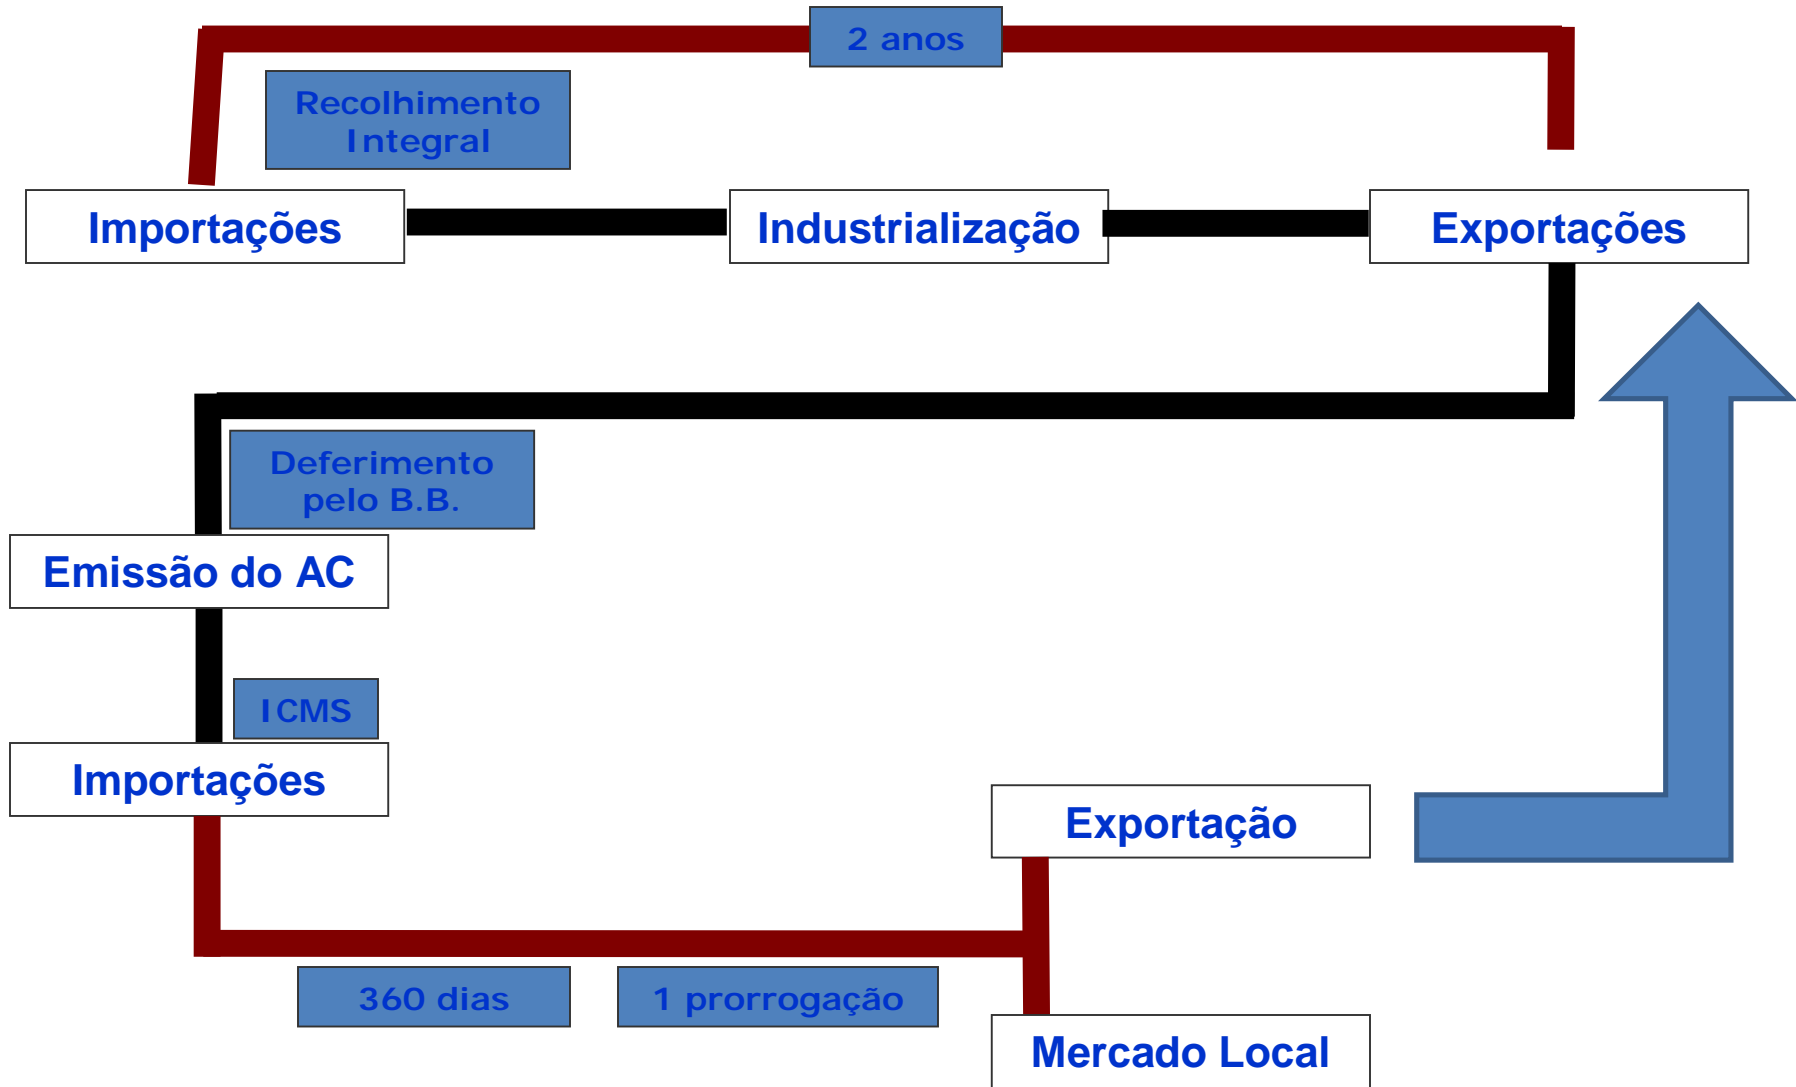 2 anos
Recolhimento
Integral
Importações
Industrialização
Exportações
Deferimento
pelo B.B.
Emissão do AC
ICMS
Importações
Exportação
360 dias
1 prorrogação
Mercado Local